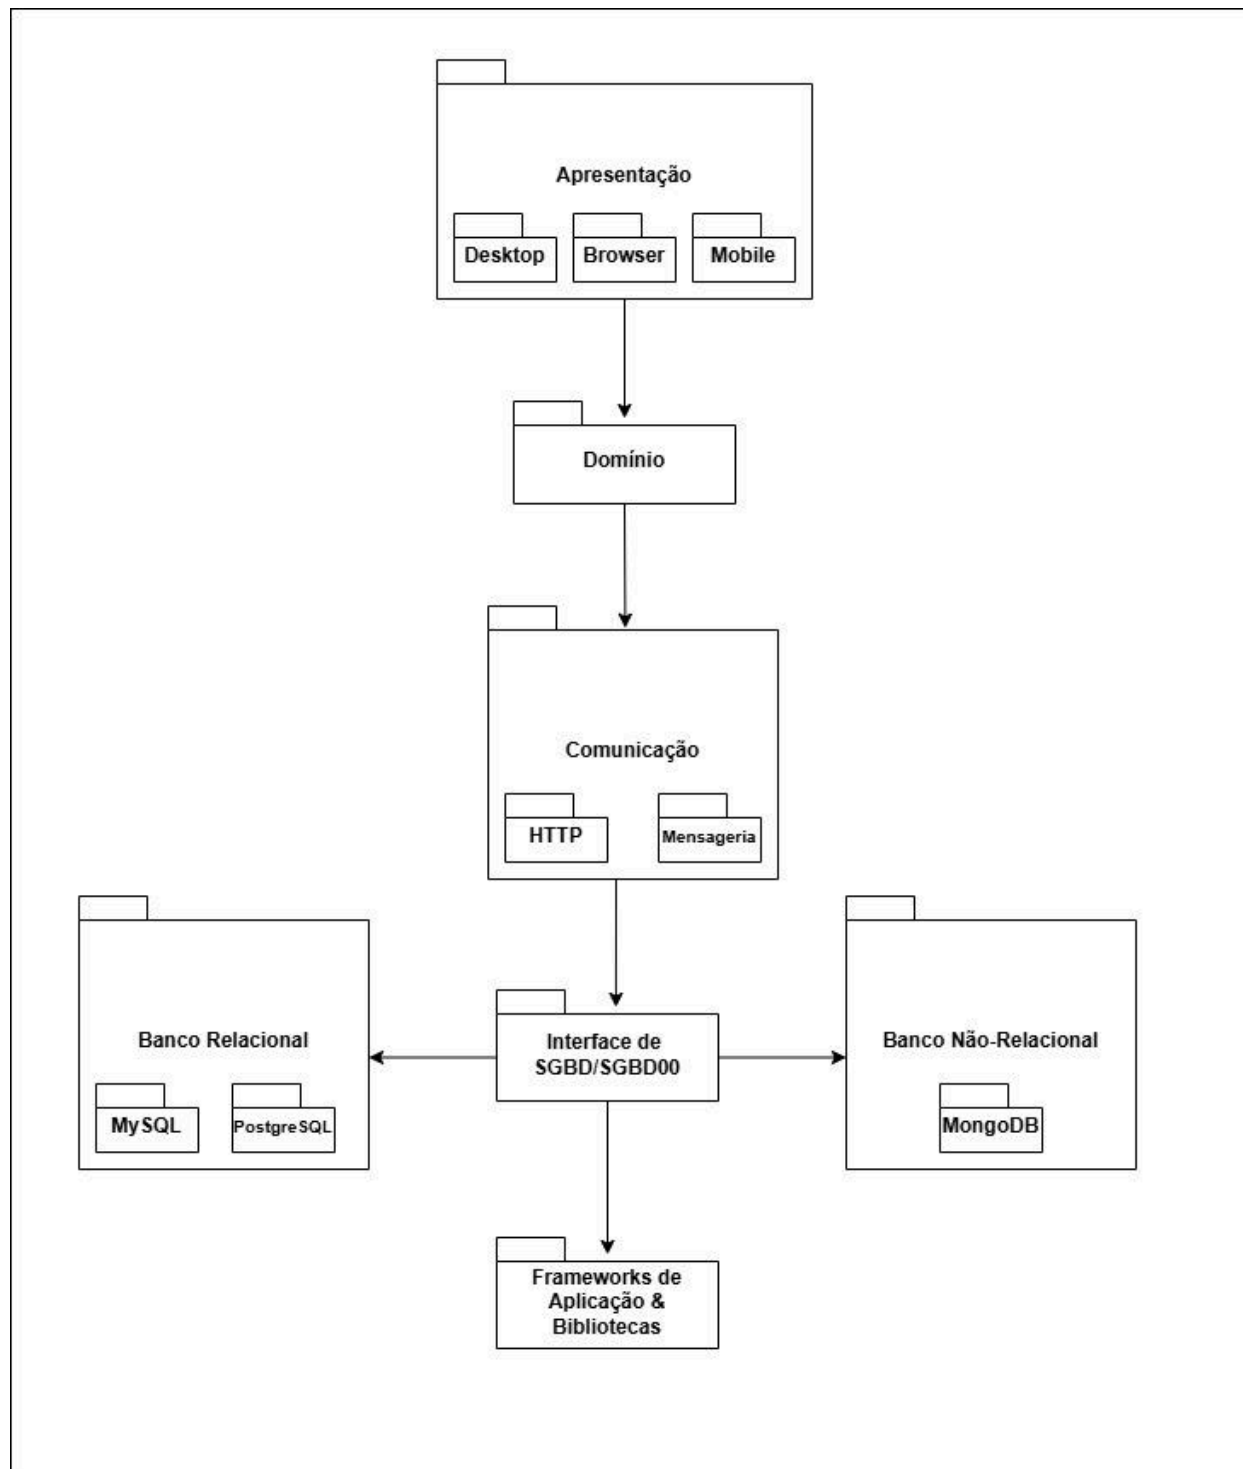 Apresentação
Desktop
Browser
Mobile
Domínio
Comunicação
HTTP
Mensageria
Banco Relacional
MySQL
PostgreSQL
Interface de
SGBD/SGBD00
Banco Não-Relacional
MongoDB
Frameworks de
Aplicação &
Bibliotecas